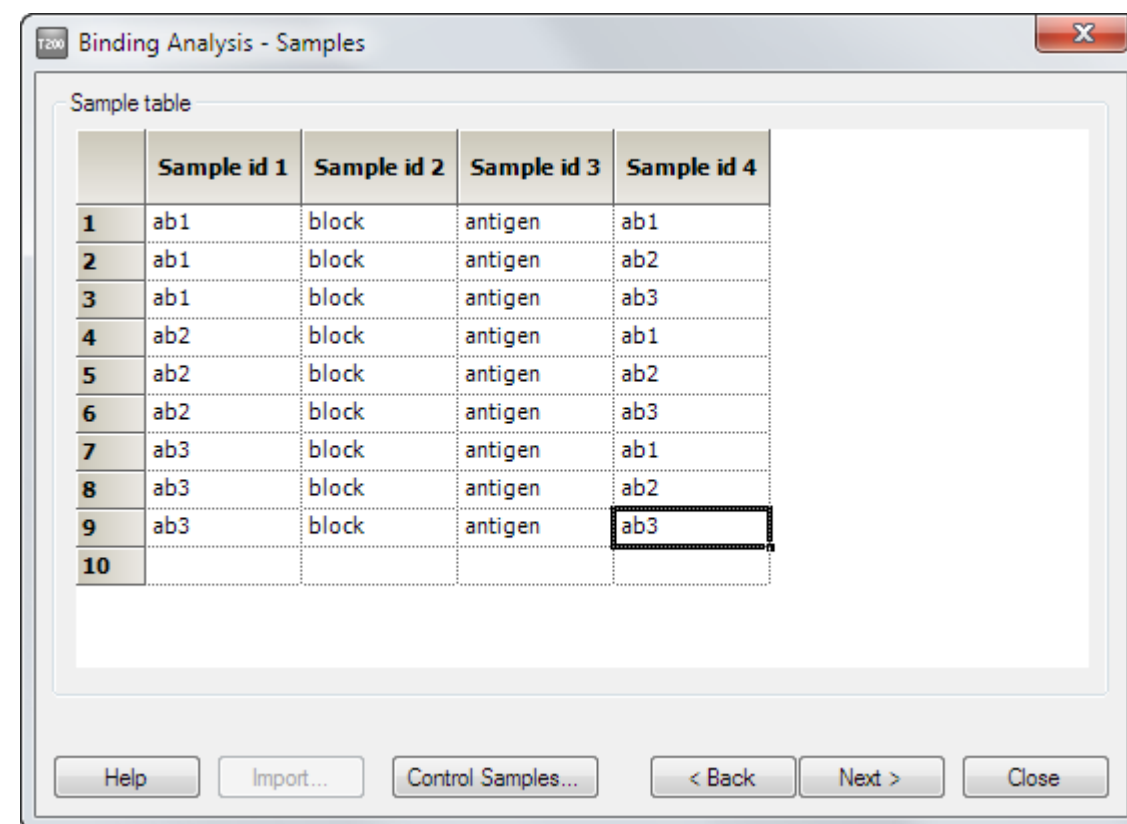 T200 Binding Analysis - Samples X
Sample table
Sample id 1 Sample id 2 Sample id 3 Sample id 4
1 ab1 block antigen ab1
2 ab1 block antigen ab2
3 ab1 block antigen ab3
4 ab2 block antigen ab1
5 ab2 block antigen ab2
6 ab2 block antigen ab3
7 ab3 block antigen ab1
8 ab3 block antigen ab2
9 ab3 block antigen ab3
10
Help Import... Control Samples... < Back Next > Close